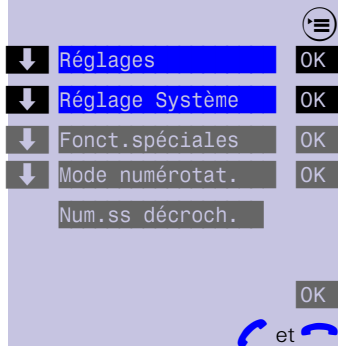 Réglages OK
Réglage Système OK
Fonct.spéciales OK
Mode numérotat. OK
Num.ss décroch.
OK
et